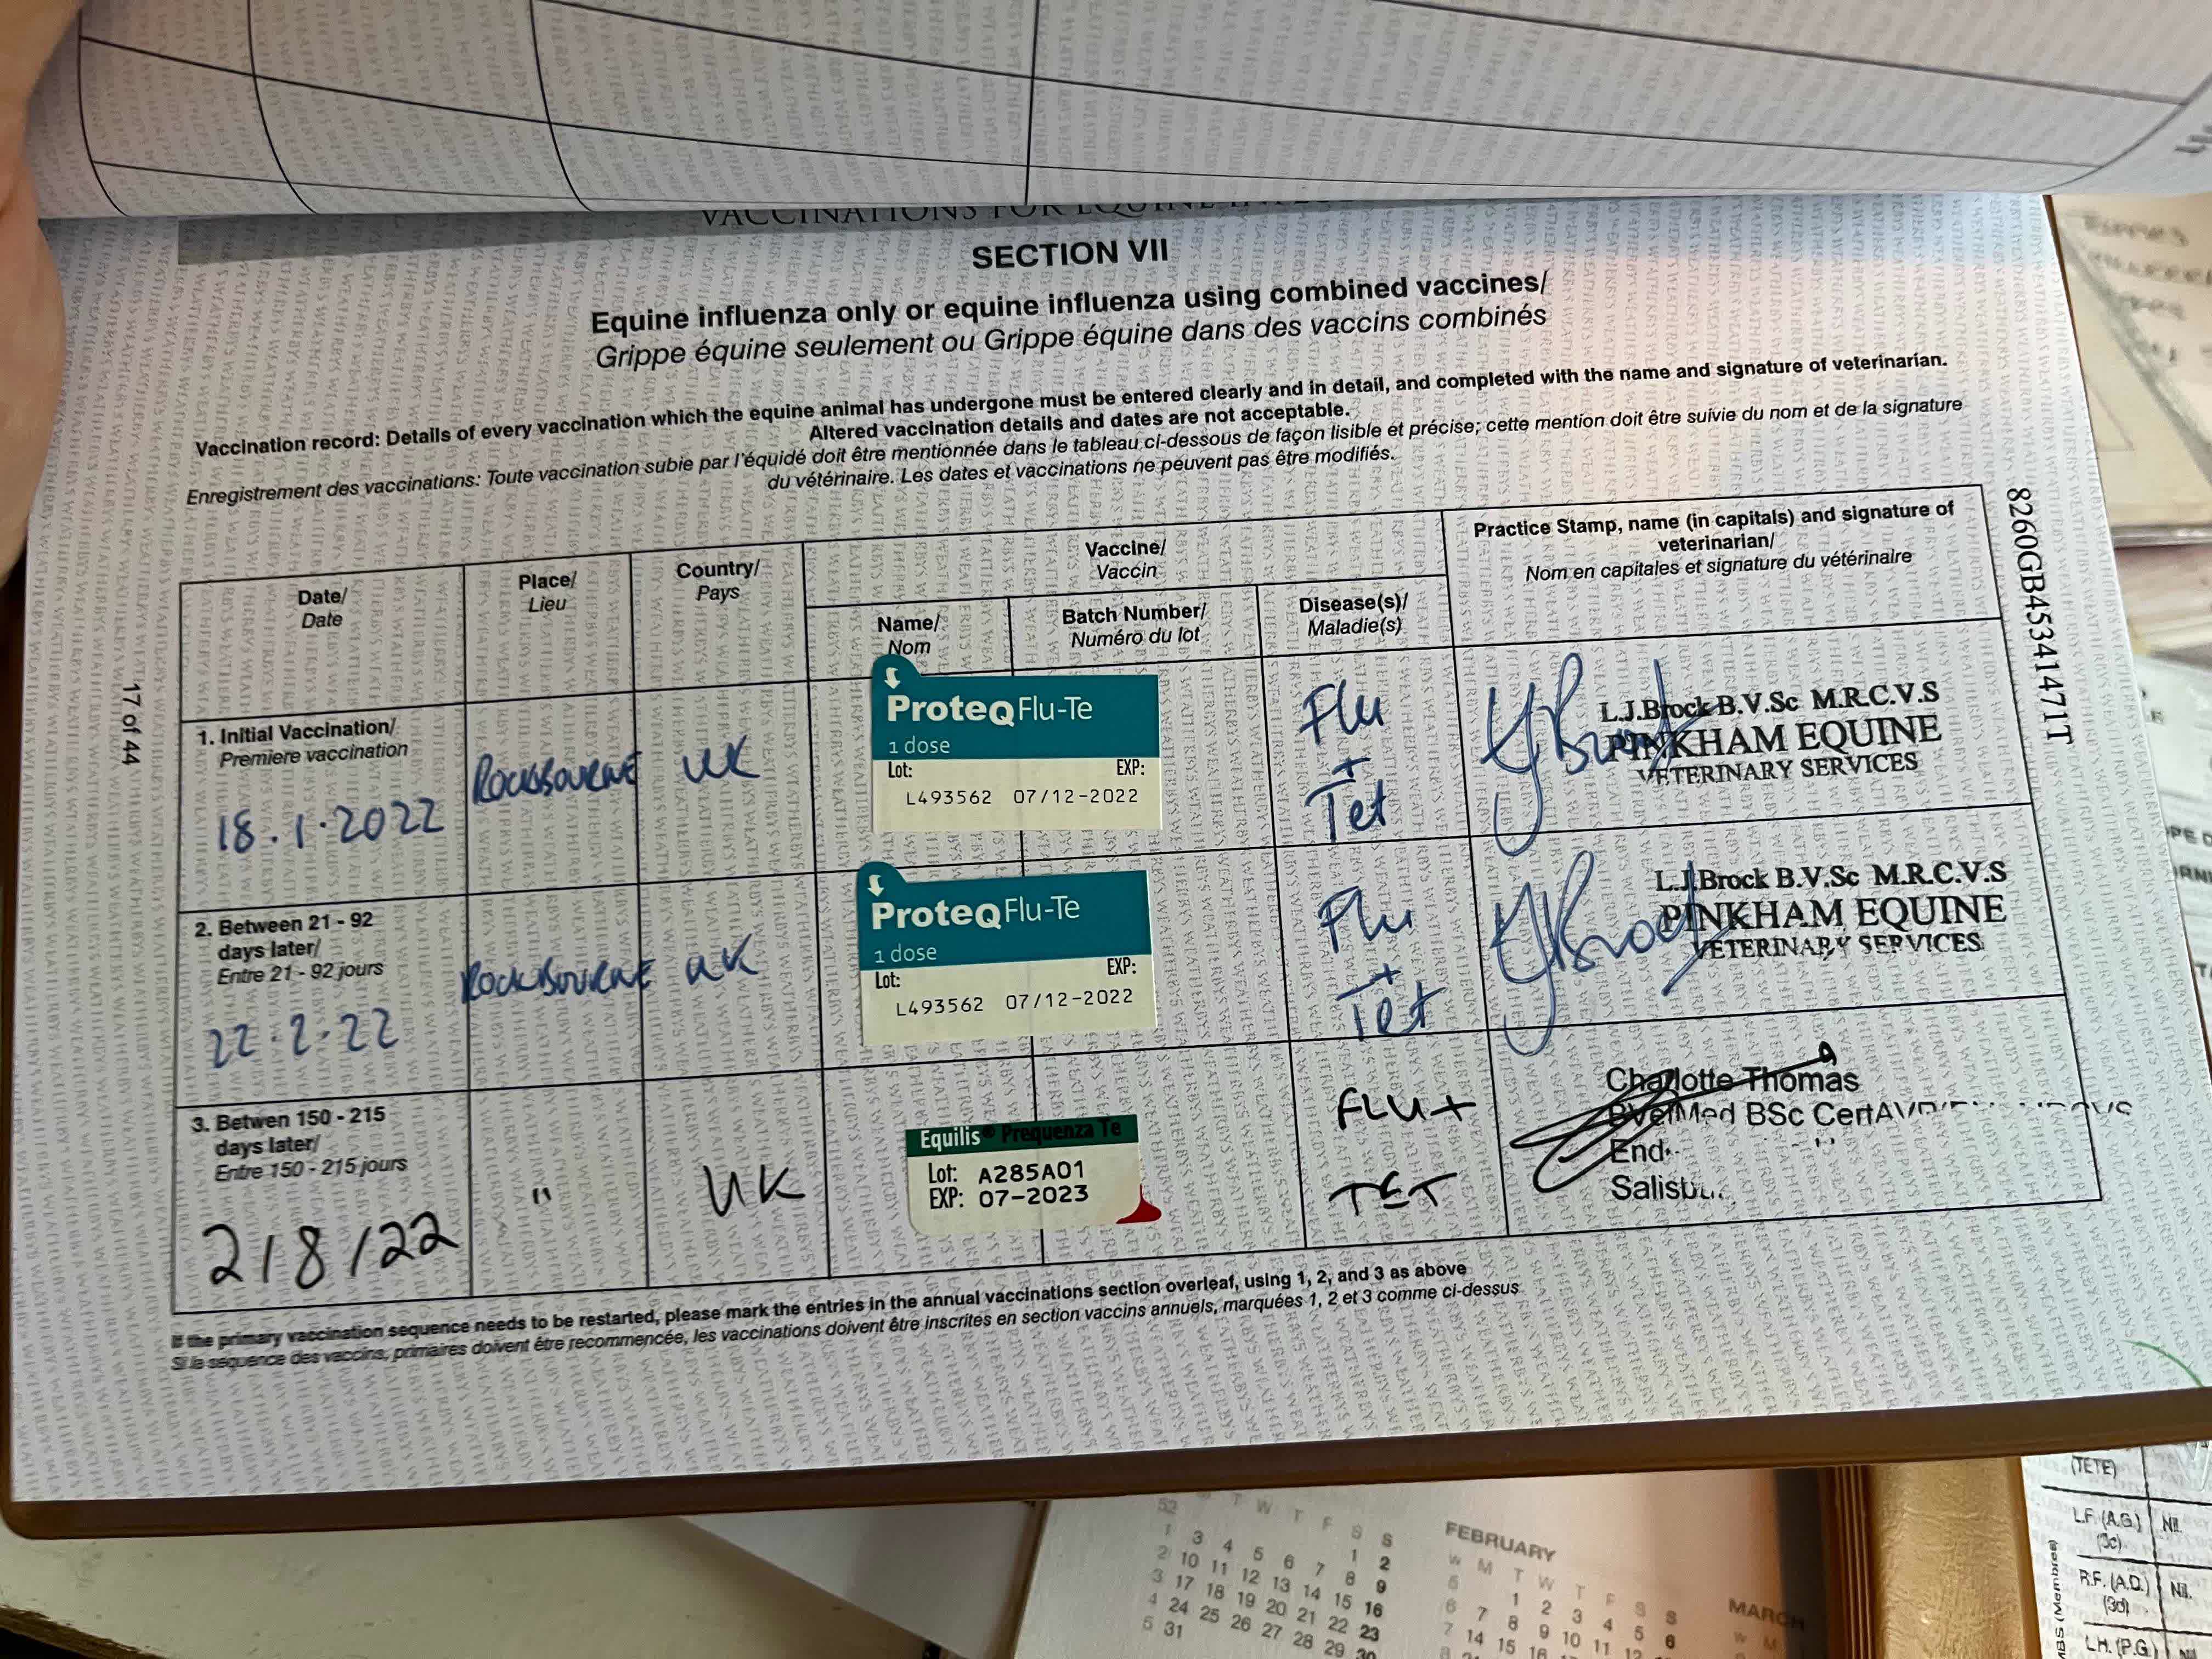 SECTION VII
Equine influenza only or equine influenza using combined vaccines/
Grippe équine seulement ou Grippe équine dans des vaccins combinés
Vaccination record: Details of every vaccination which the equine animal has undergone must be entered clearly and in detail, and completed with the name and signature of veterinarian.
Altered vaccination details and dates are not acceptable.
Enregistrement des vaccinations: Toute vaccination subie par l'équidé doit être mentionnée dans le tableau ci-dessous de façon lisible et précise; cette mention doit être suivie du nom et de la signature
du vétérinaire. Les dates et vaccinations ne peuvent pas être modifiés.
Date/
Date
Place/
Lieu
Country/
Pays
Vaccine/
Vaccin
Name/
Nom
Batch Number/
Numéro du lot
Disease(s)/
Maladie(s)
Practice Stamp, name (in capitals) and signature of
veterinarian/
Nom en capitales et signature du vétérinaire
1. Initial Vaccination/
Premiere vaccination
18.1.2022
Rockbourne
UK
ProteqFlu-Te
1 dose
Lot: EXP:
L493562 07/12-2022
Flu
+
Tet
L.J.Brock B.V.Sc M.R.C.V.S
PINKHAM EQUINE
VETERINARY SERVICES
2. Between 21 - 92
days later/
Entre 21 - 92 jours
22.2.22
Rockbourne
UK
ProteqFlu-Te
1 dose
Lot: EXP:
L493562 07/12-2022
Flu
+
Tet
L.J.Brock B.V.Sc M.R.C.V.S
PINKHAM EQUINE
VETERINARY SERVICES
3. Betwen 150 - 215
days later/
Entre 150 - 215 jours
2/8/22
"
UK
Equilis® Prequenza Te
Lot: A285A01
EXP: 07-2023
FLU+
TET
Charlotte Thomas
BVetMed BSc
If the primary vaccination sequence needs to be restarted, please mark the entries in the annual vaccinations section overleaf, using 1, 2, and 3 as above
Si la séquence des vaccins, primaires doivent être recommencée, les vaccinations doivent être inscrites en section vaccins annuels, marquées 1, 2 et 3 comme ci-dessus
17 of 44
8260GB45341471T
FEBRUARY
MARCH
(TETE)
L.F. (A.G.) Nil.
(3c)
R.F. (A.D.) Nil.
(3d)
L.H. (P.G.)